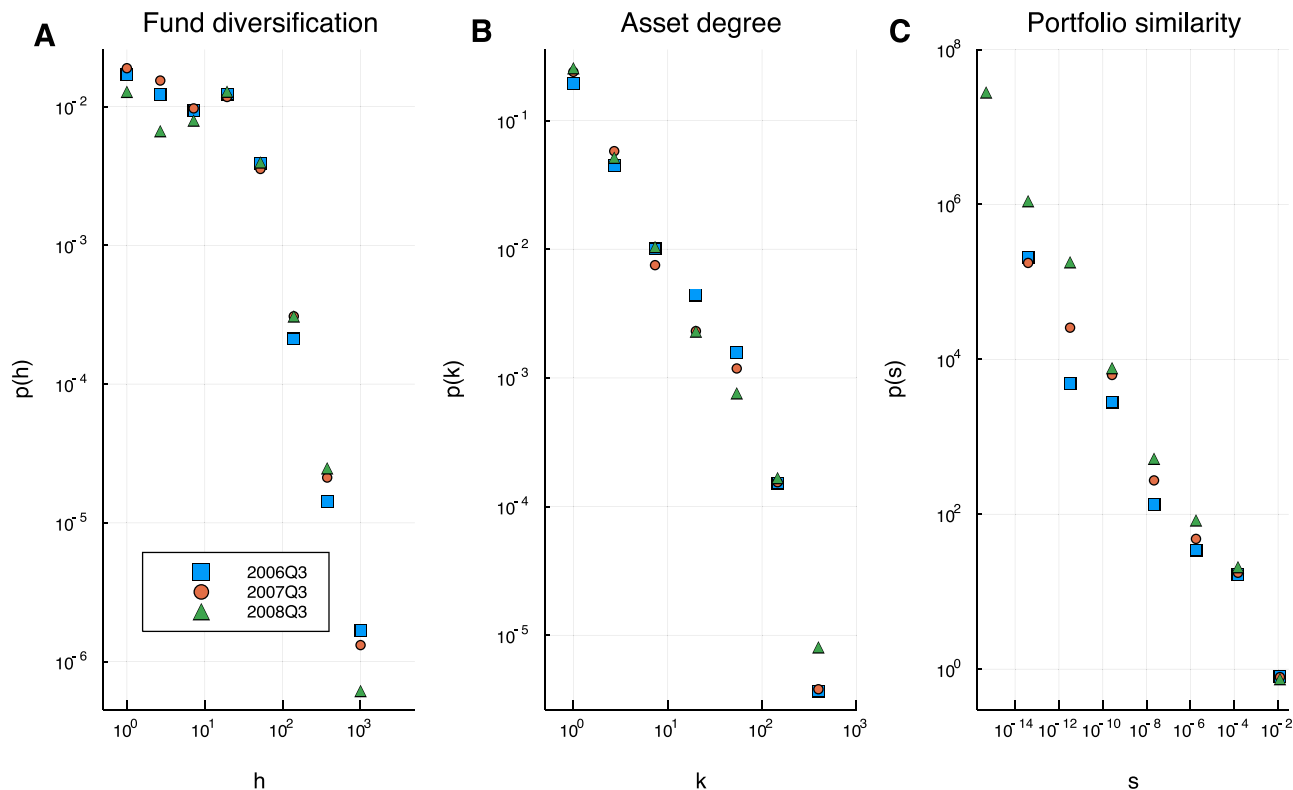 A Fund diversification
10^-2
10^-3
10^-4
10^-5
10^-6
p(h)
2006Q3
2007Q3
2008Q3
10^0 10^1 10^2 10^3
h
B Asset degree
10^-1
10^-2
10^-3
10^-4
10^-5
p(k)
10^0 10^1 10^2 10^3
k
C Portfolio similarity
10^8
10^6
10^4
10^2
10^0
p(s)
10^-14 10^-12 10^-10 10^-8 10^-6 10^-4 10^-2
s